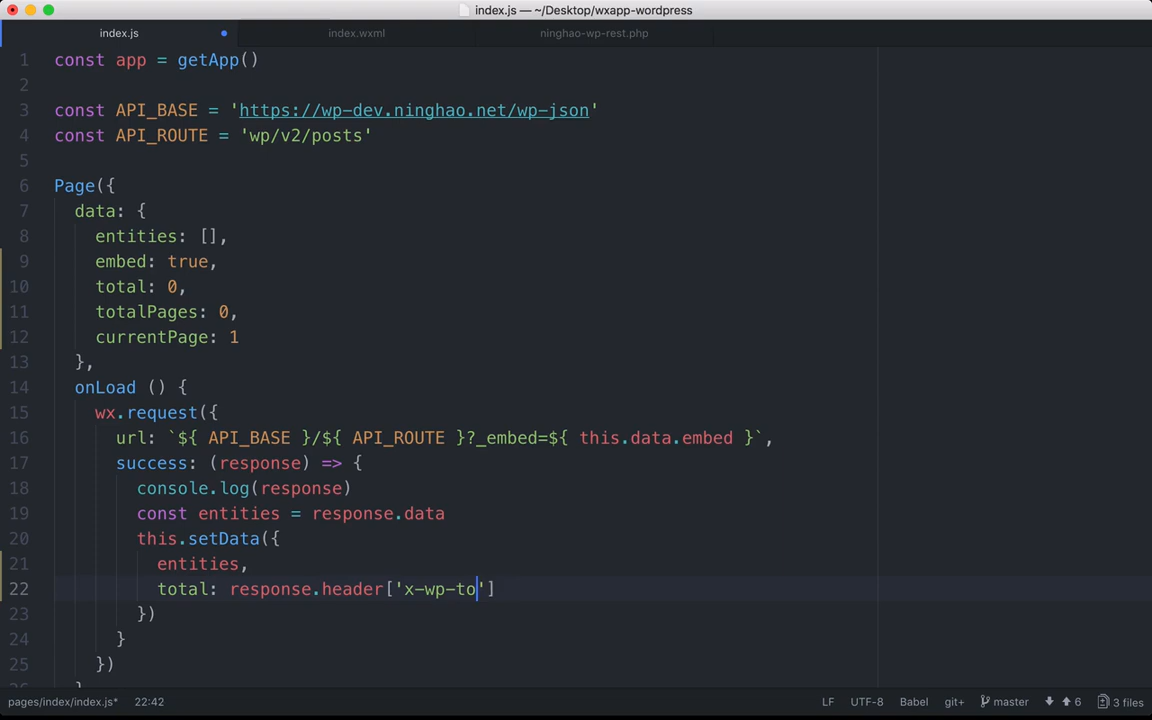 index.js — ~/Desktop/wxapp-wordpress
index.js index.wxml ninghao-wp-rest.php
1 const app = getApp()
2
3 const API_BASE = 'https://wp-dev.ninghao.net/wp-json'
4 const API_ROUTE = 'wp/v2/posts'
5
6 Page({
7 data: {
8 entities: [],
9 embed: true,
10 total: 0,
11 totalPages: 0,
12 currentPage: 1
13 },
14 onLoad () {
15 wx.request({
16 url: `${ API_BASE }/${ API_ROUTE }?_embed=${ this.data.embed }`,
17 success: (response) => {
18 console.log(response)
19 const entities = response.data
20 this.setData({
21 entities,
22 total: response.header['x-wp-to']
23 })
24 }
25 })
26 }
pages/index/index.js* 22:42 LF UTF-8 Babel git+ master 6 3 files